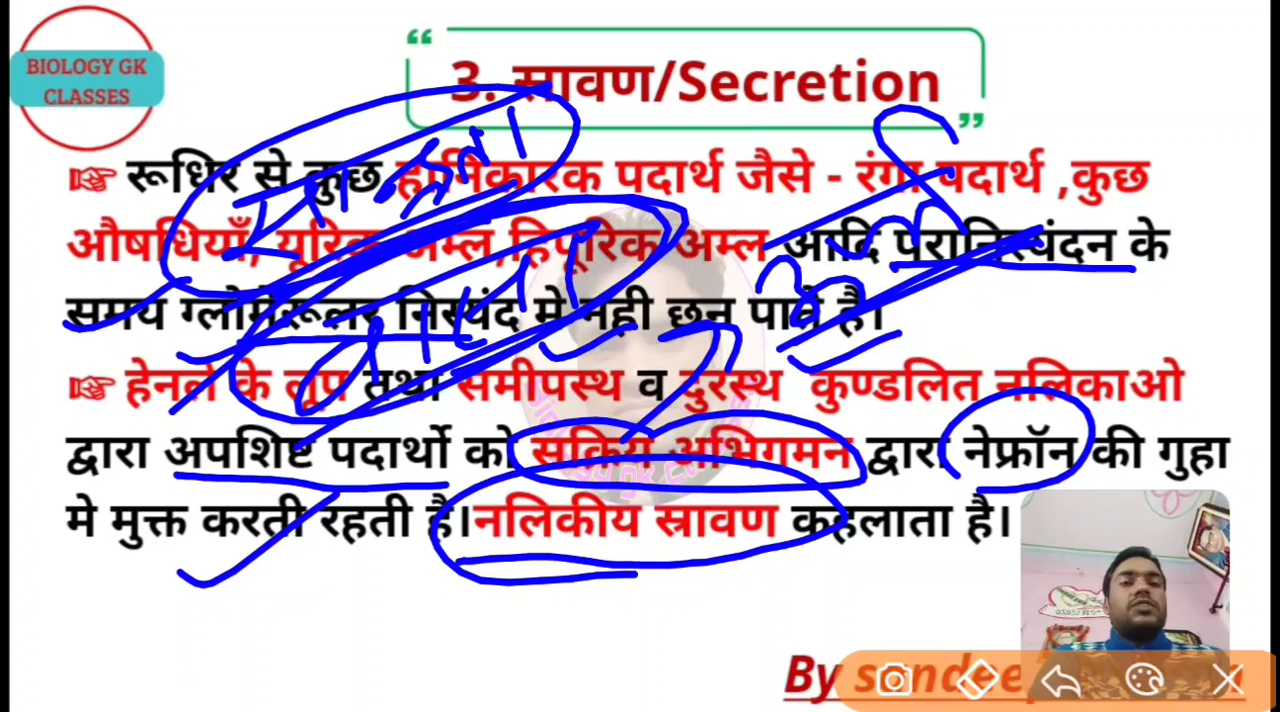 BIOLOGY GK
CLASSES
3. स्रावण/Secretion
☞ रूधिर से कुछ हानिकारक पदार्थ जैसे - रंगा पदार्थ ,कुछ
औषधियाँ, यूरिक अम्ल,हिपूरिक अम्ल आदि परानिस्यंदन के
समय ग्लोमेरूलर निस्यंद मे नही छन पाते है।
☞ हेनले के लूप तथा समीपस्थ व दुरस्थ कुण्डलित नलिकाओ
द्वारा अपशिष्ट पदार्थो को सक्रिय अभिगमन द्वारा नेफ्रॉन की गुहा
मे मुक्त करती रहती है।नलिकीय स्रावण कहलाता है।
By